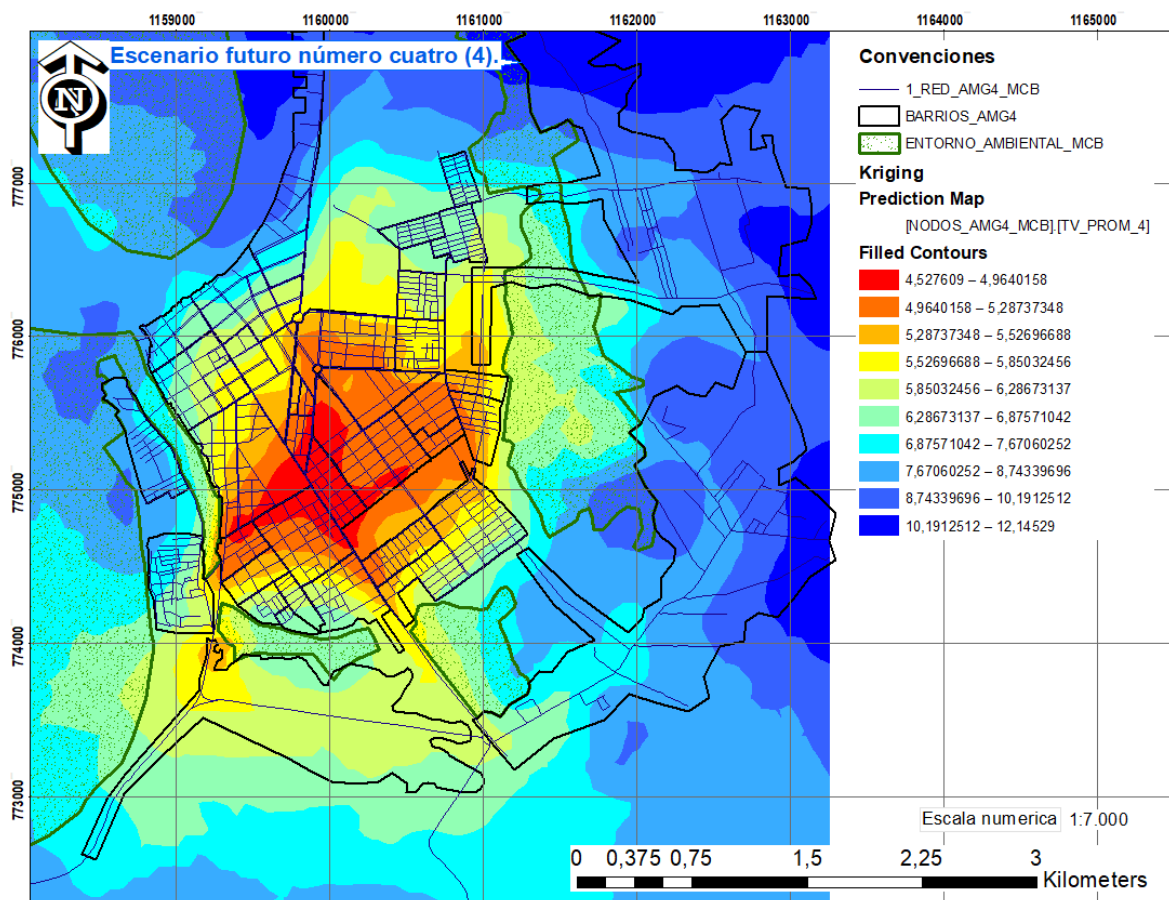 1159000 1160000 1161000 1162000 1163000 1164000 1165000
Escenario futuro número cuatro (4).
N
777000
776000
775000
774000
773000
Convenciones
1_RED_AMG4_MCB
BARRIOS_AMG4
ENTORNO_AMBIENTAL_MCB
Kriging
Prediction Map
[NODOS_AMG4_MCB].[TV_PROM_4]
Filled Contours
4,527609 – 4,9640158
4,9640158 – 5,28737348
5,28737348 – 5,52696688
5,52696688 – 5,85032456
5,85032456 – 6,28673137
6,28673137 – 6,87571042
6,87571042 – 7,67060252
7,67060252 – 8,74339696
8,74339696 – 10,1912512
10,1912512 – 12,14529
Escala numerica 1:7.000
0 0,375 0,75 1,5 2,25 3
Kilometers